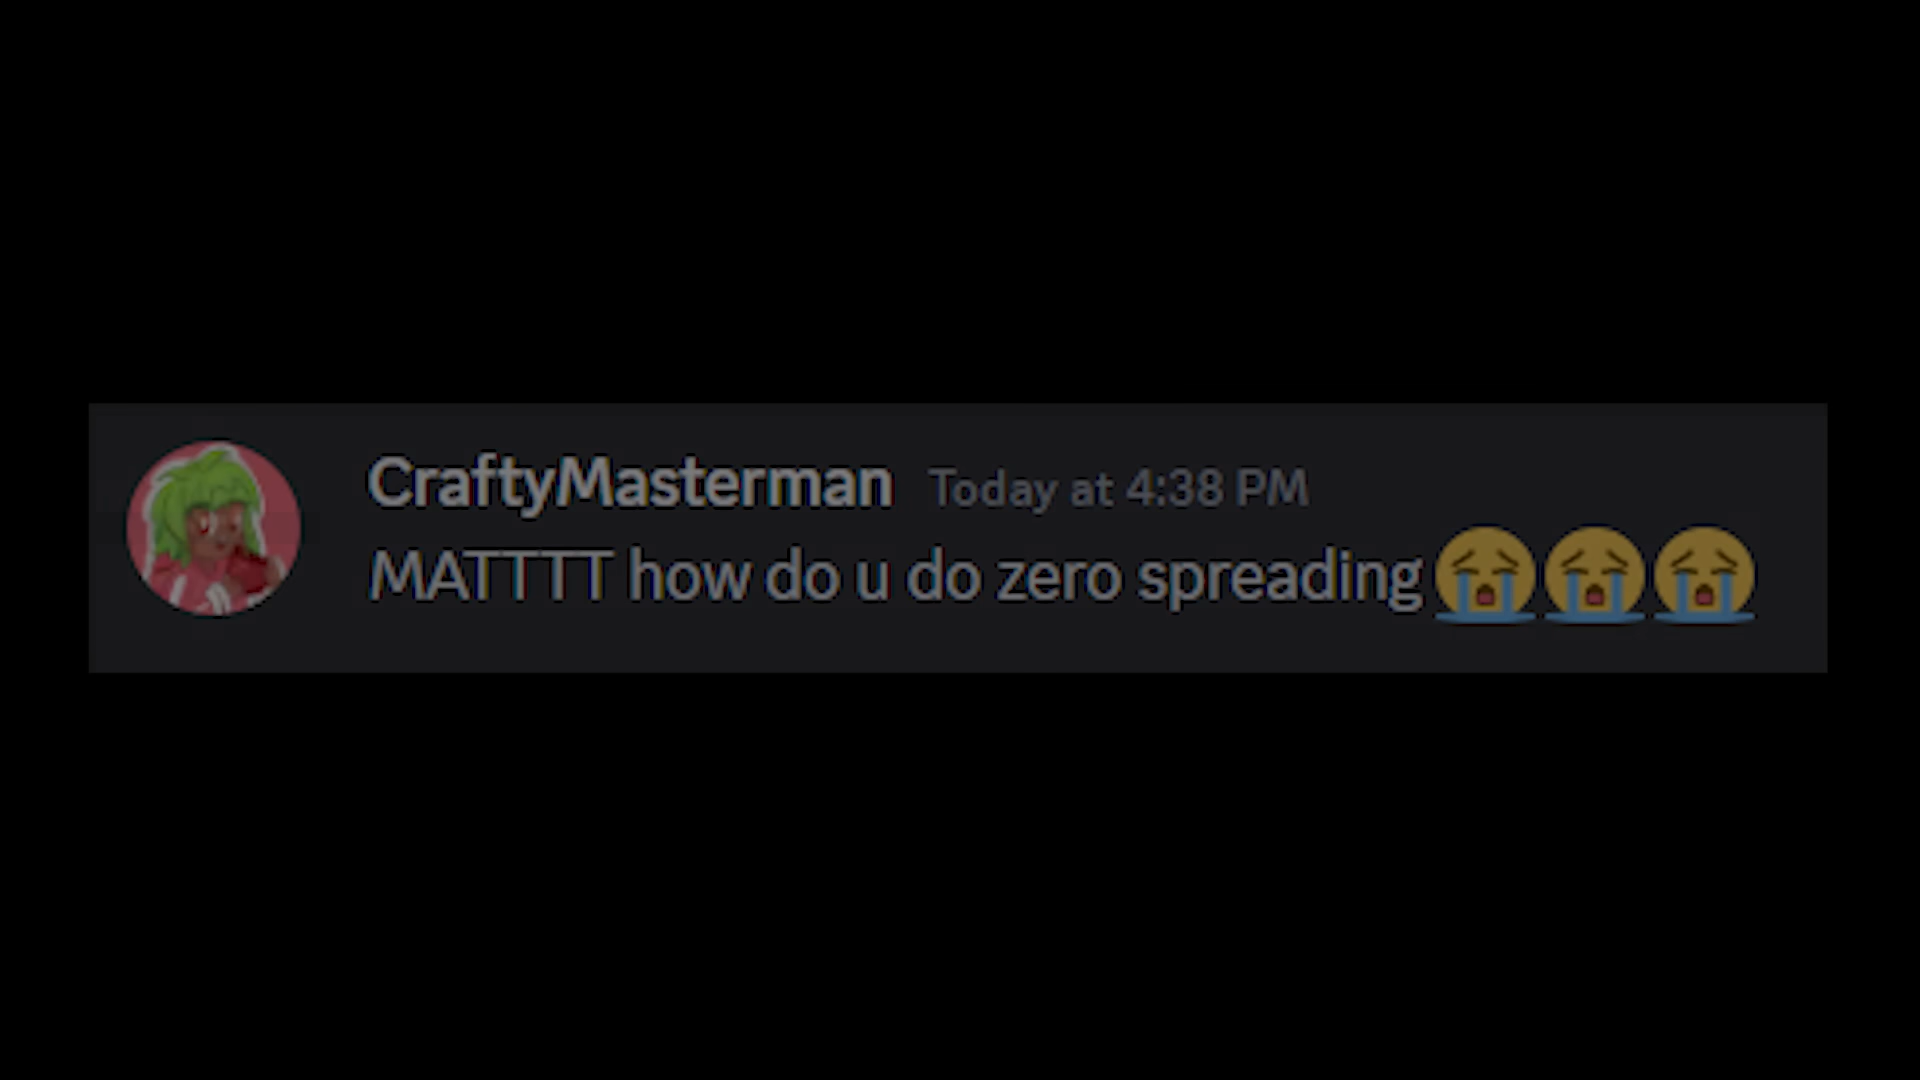 CraftyMasterman Today at 4:38 PM
MATTTT how do u do zero spreading😭😭😭